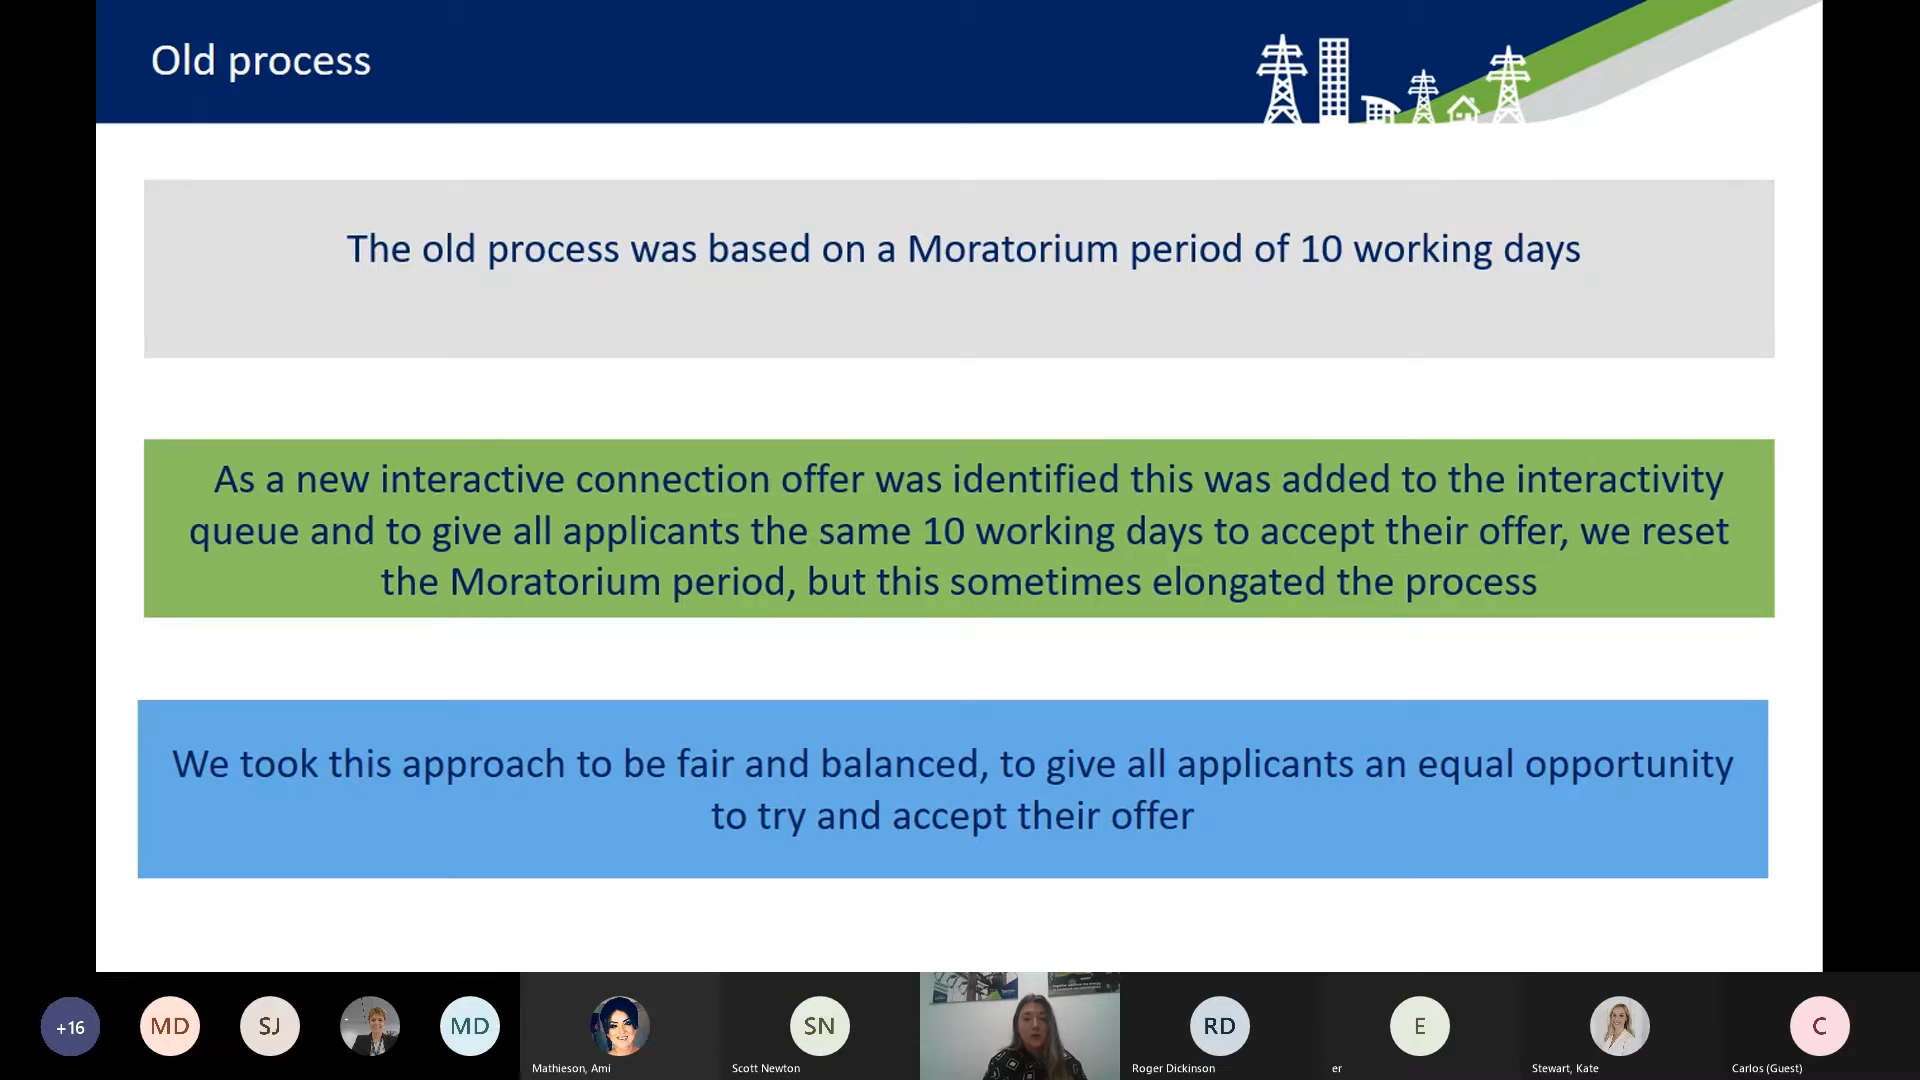 Old process
The old process was based on a Moratorium period of 10 working days
As a new interactive connection offer was identified this was added to the interactivity
queue and to give all applicants the same 10 working days to accept their offer, we reset
the Moratorium period, but this sometimes elongated the process
We took this approach to be fair and balanced, to give all applicants an equal opportunity
to try and accept their offer
+16
MD
SJ
MD
Mathieson, Ami
SN
Scott Newton
RD
Roger Dickinson
E
er
Stewart, Kate
C
Carlos (Guest)